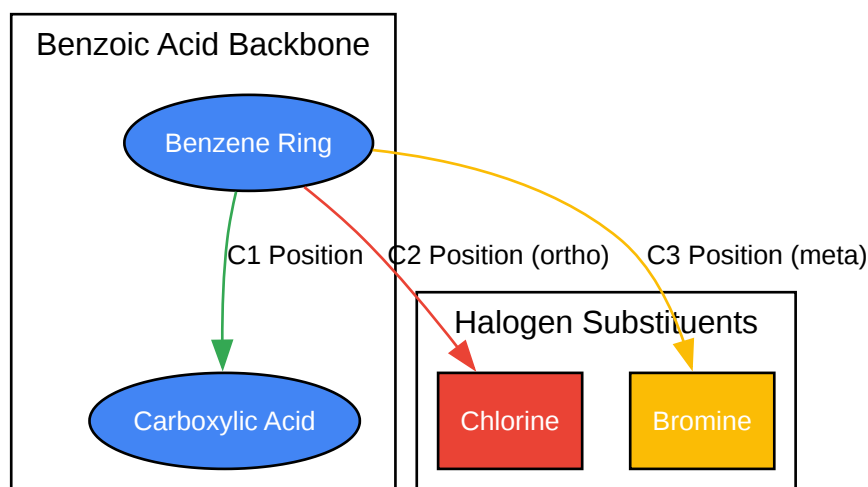 Benzoic Acid Backbone
Benzene Ring
C1 Position
C2 Position (ortho)
C3 Position (meta)
Halogen Substituents
Carboxylic Acid
Chlorine
Bromine